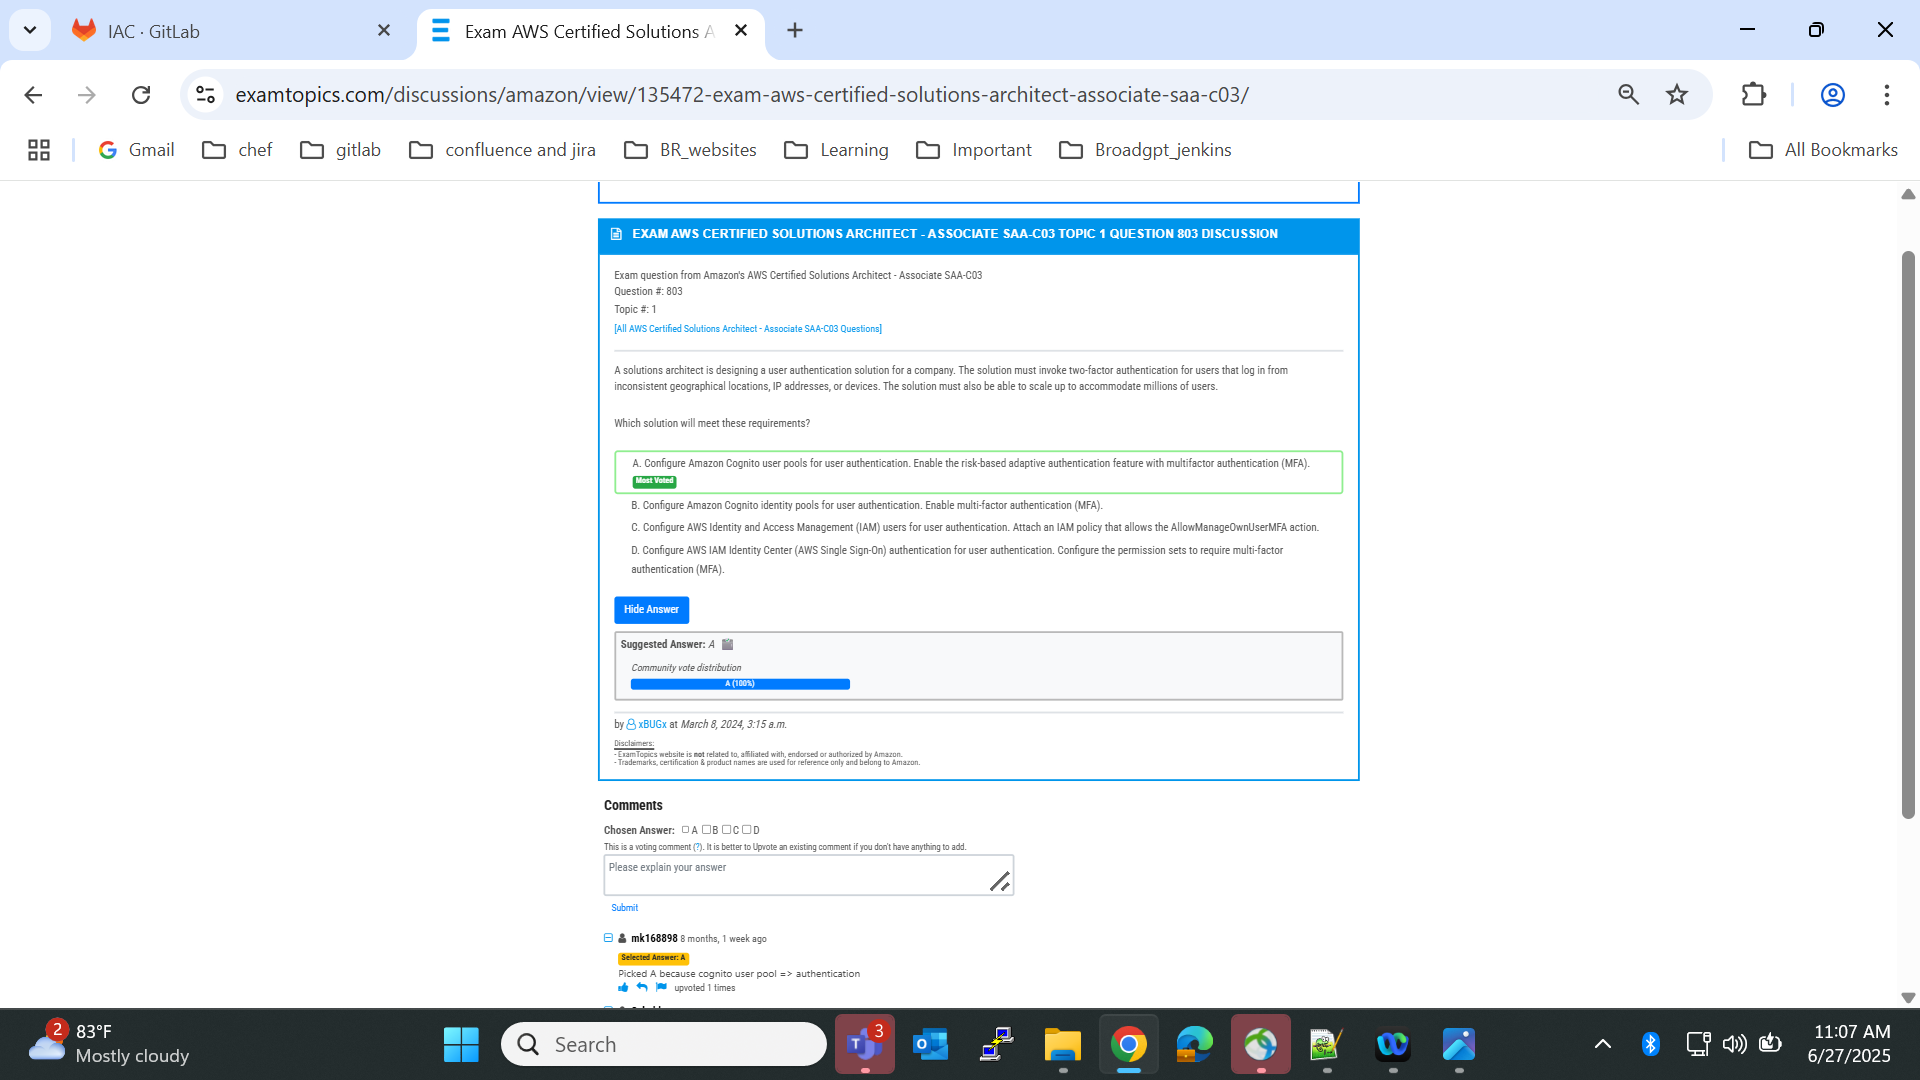 IAC · GitLab
Exam AWS Certified Solutions A
examtopics.com/discussions/amazon/view/135472-exam-aws-certified-solutions-architect-associate-saa-c03/
Gmail
chef
gitlab
confluence and jira
BR_websites
Learning
Important
Broadgpt_jenkins
All Bookmarks
EXAM AWS CERTIFIED SOLUTIONS ARCHITECT - ASSOCIATE SAA-C03 TOPIC 1 QUESTION 803 DISCUSSION
Exam question from Amazon's AWS Certified Solutions Architect - Associate SAA-C03
Question #: 803
Topic #: 1
[All AWS Certified Solutions Architect - Associate SAA-C03 Questions]
A solutions architect is designing a user authentication solution for a company. The solution must invoke two-factor authentication for users that log in from
inconsistent geographical locations, IP addresses, or devices. The solution must also be able to scale up to accommodate millions of users.
Which solution will meet these requirements?
A. Configure Amazon Cognito user pools for user authentication. Enable the risk-based adaptive authentication feature with multifactor authentication (MFA).
Most Voted
B. Configure Amazon Cognito identity pools for user authentication. Enable multi-factor authentication (MFA).
C. Configure AWS Identity and Access Management (IAM) users for user authentication. Attach an IAM policy that allows the AllowManageOwnUserMFA action.
D. Configure AWS IAM Identity Center (AWS Single Sign-On) authentication for user authentication. Configure the permission sets to require multi-factor
authentication (MFA).
Hide Answer
Suggested Answer: A
Community vote distribution
A (100%)
by xBUGx at March 8, 2024, 3:15 a.m.
Disclaimers:
- ExamTopics website is not related to, affiliated with, endorsed or authorized by Amazon.
- Trademarks, certification & product names are used for reference only and belong to Amazon.
Comments
Chosen Answer: A B C D
This is a voting comment (?). It is better to Upvote an existing comment if you don't have anything to add.
Please explain your answer
Submit
mk168898 8 months, 1 week ago
Selected Answer: A
Picked A because cognito user pool => authentication
upvoted 1 times
2
83°F
Mostly cloudy
Search
3
11:07 AM
6/27/2025